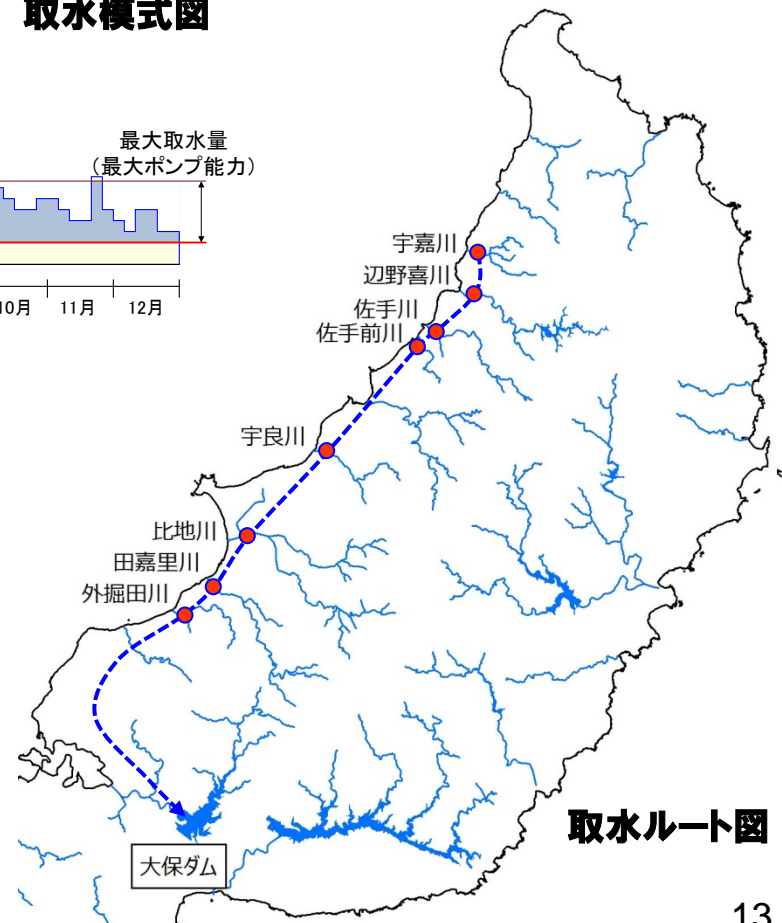 取水模式図
最大取水量
(最大ポンプ能力)
10月 11月 12月
宇嘉川
辺野喜川
佐手川
佐手前川
宇良川
比地川
田嘉里川
外掘田川
大保ダム
取水ルート図
13